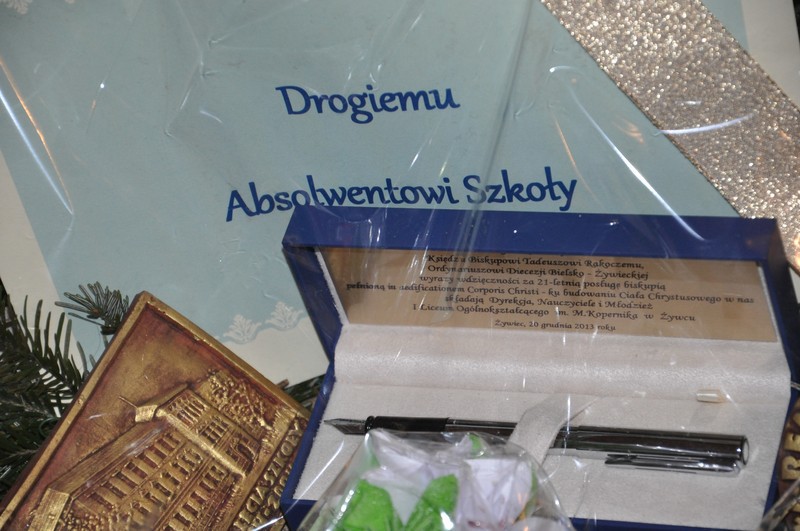 Drogiemu
Absolwentowi Szkoły
Księdzu Biskupowi Tadeuszowi Rakoczemu,
Ordynariuszowi Diecezji Bielsko - Żywieckiej
wyrazy wdzięczności za 21-letnią posługę biskupią
pełnioną in aedificationem Corporis Christi - ku budowaniu Ciała Chrystusowego w nas
składają Dyrekcja, Nauczyciele i Młodzież
I Liceum Ogólnokształcącego im. M.Kopernika w Żywcu
Żywiec, 20 grudnia 2013 roku